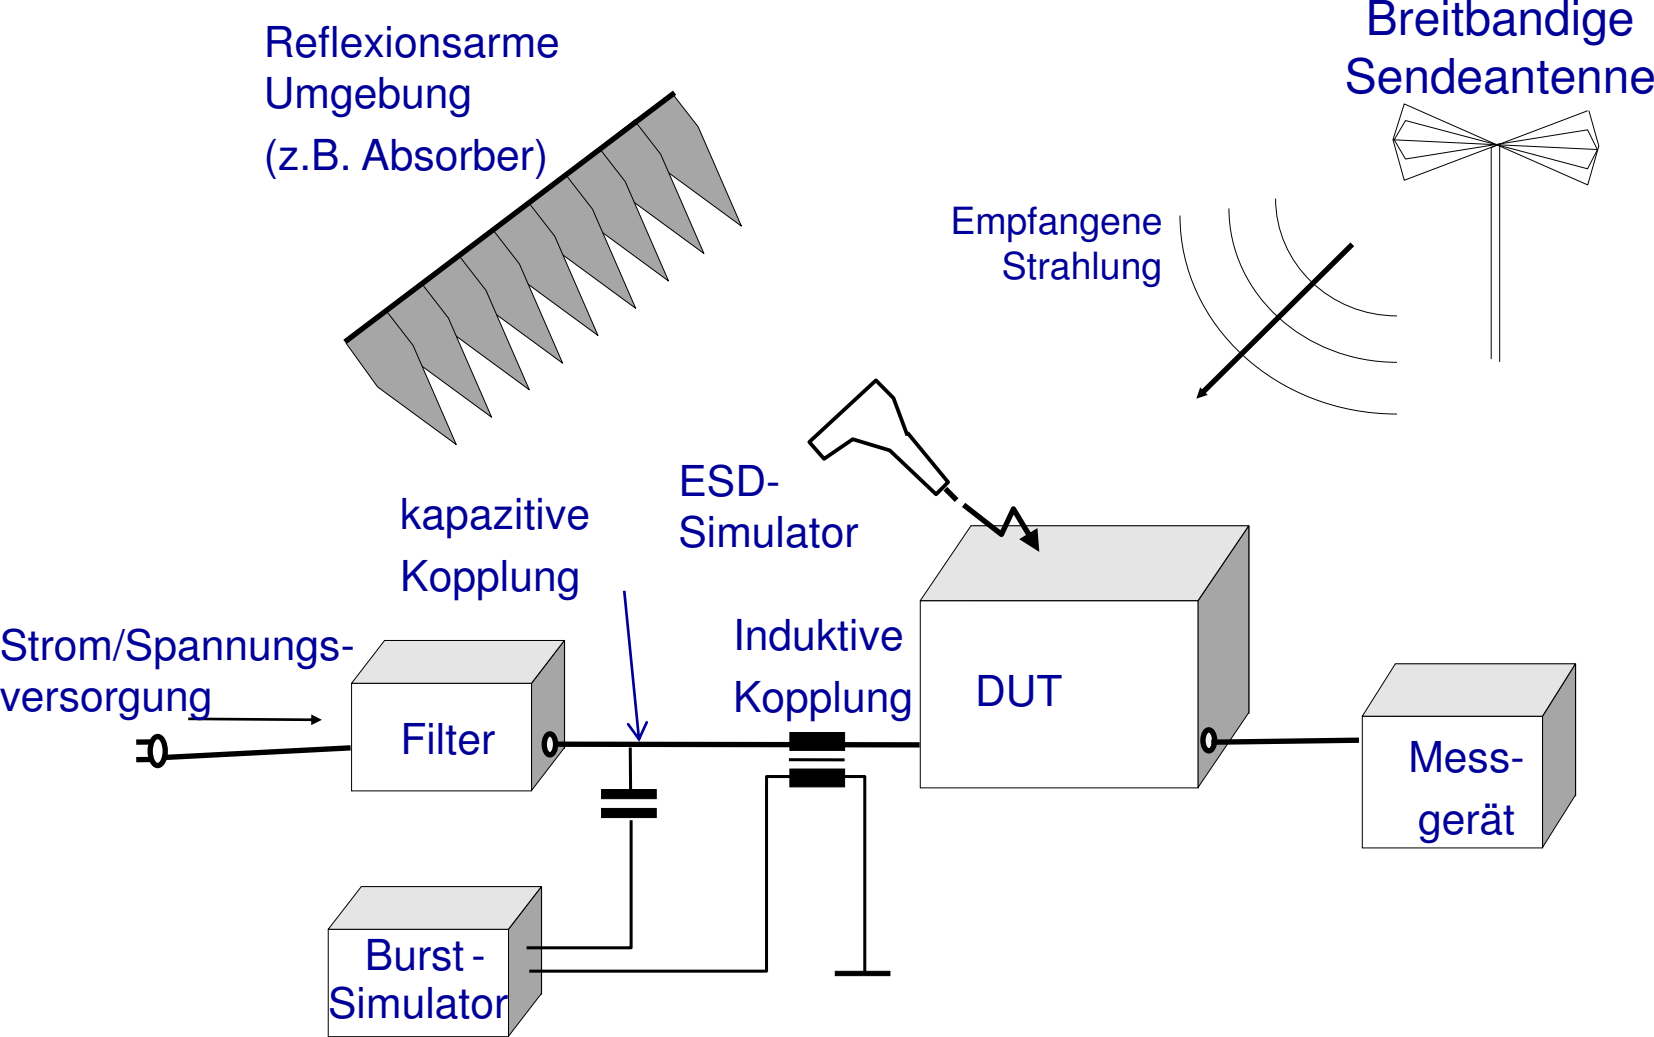 Reflexionsarme
Umgebung
(z.B. Absorber)
Breitbandige
Sendeantenne
Empfangene
Strahlung
ESD-
Simulator
kapazitive
Kopplung
Induktive
Kopplung
Strom/Spannungs-
versorgung
Filter
DUT
Mess-
gerät
Burst -
Simulator